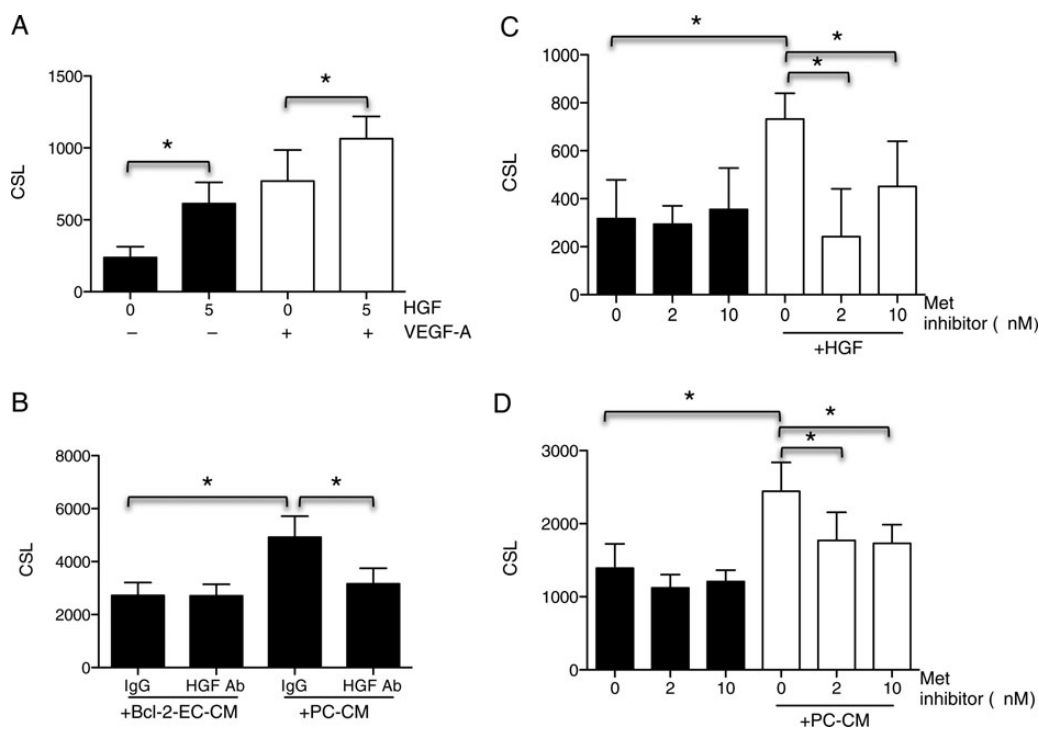 A
1500
1000
500
0
CSL
*
*
0 5 0 5 HGF
– – + + VEGF-A
B
8000
6000
4000
2000
0
CSL
*
*
IgG HGF Ab IgG HGF Ab
+Bcl-2-EC-CM +PC-CM
C
1000
800
600
400
200
0
CSL
*
*
*
0 2 10 0 2 10 Met
inhibitor ( nM)
+HGF
D
3000
2000
1000
0
CSL
*
*
*
0 2 10 0 2 10 Met
inhibitor ( nM)
+PC-CM